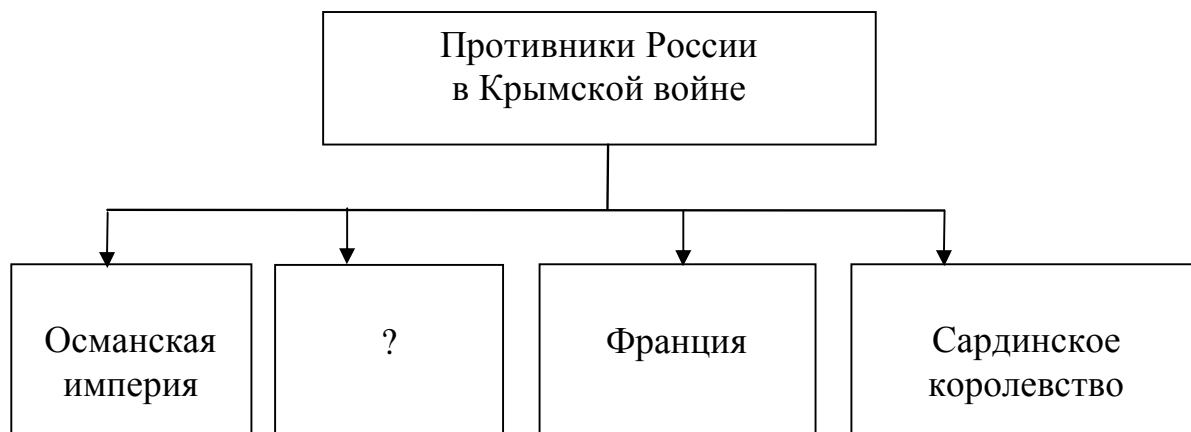 Противники России
в Крымской войне
Османская
империя
?
Франция
Сардинское
королевство